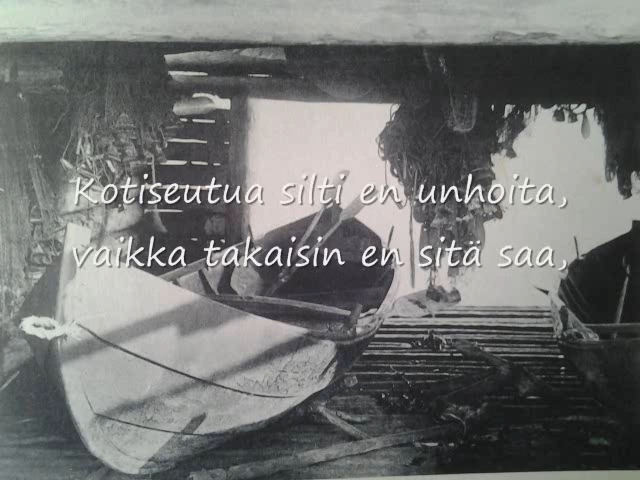 Kotiseutua silti en unhoita,
vaikka takaisin en sitä saa,